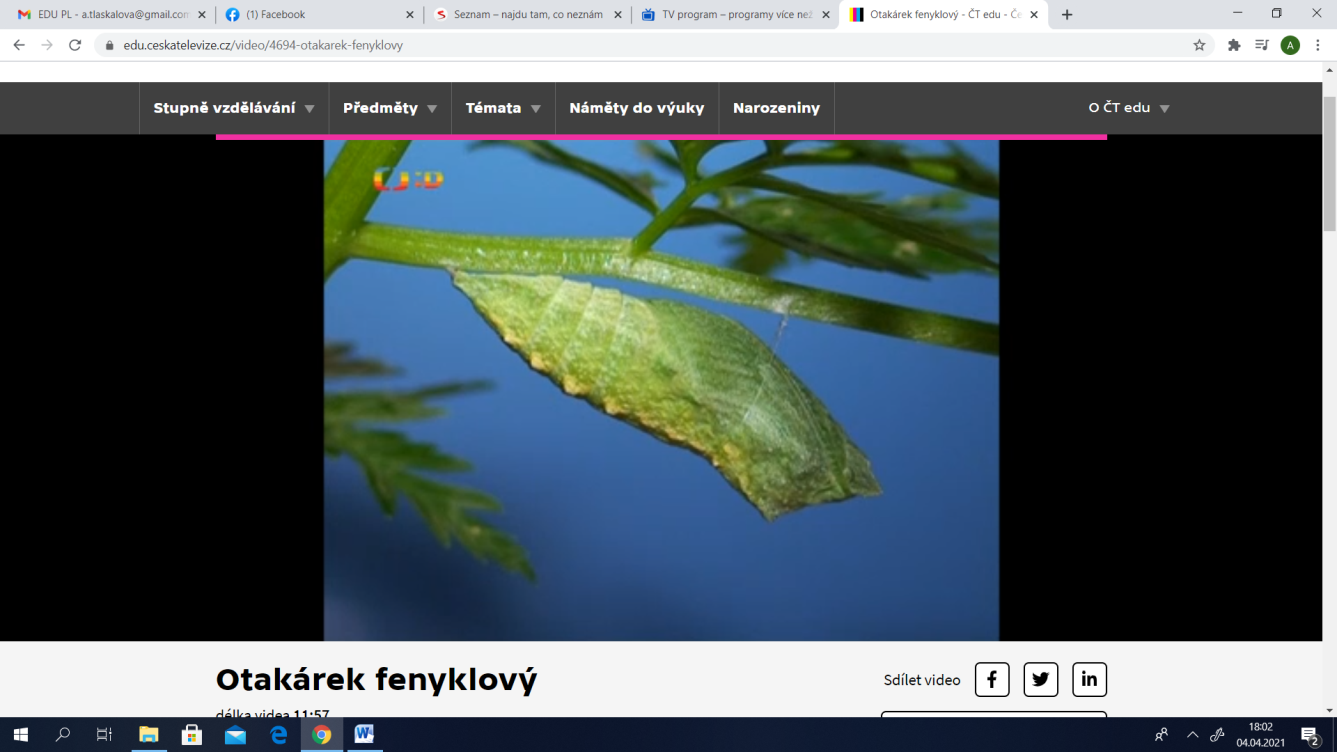 EDU PL - a.tlaskalova@gmail.com
(1) Facebook
Seznam – najdu tam, co neznám
TV program – programy více než
Otakárek fenyklový - ČT edu - Če
edu.ceskatelevize.cz/video/4694-otakarek-fenyklovy
A
Stupně vzdělávání
Předměty
Témata
Náměty do výuky
Narozeniny
O ČT edu
Otakárek fenyklový
Sdílet video
délka videa 11:57
18:02
04.04.2021
2